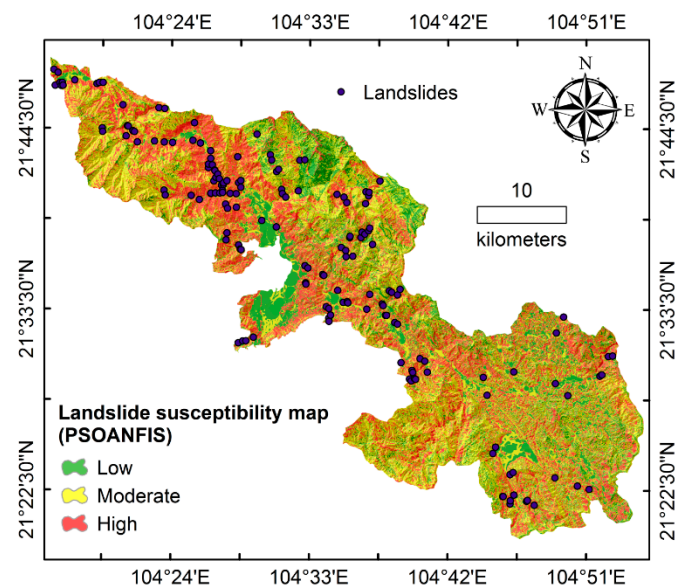 104°24'E 104°33'E 104°42'E 104°51'E
N
W E
S
Landslides
21°44'30"N 21°44'30"N
10
kilometers
21°33'30"N 21°33'30"N
Landslide susceptibility map
(PSOANFIS)
Low
Moderate
High
21°22'30"N 21°22'30"N
104°24'E 104°33'E 104°42'E 104°51'E